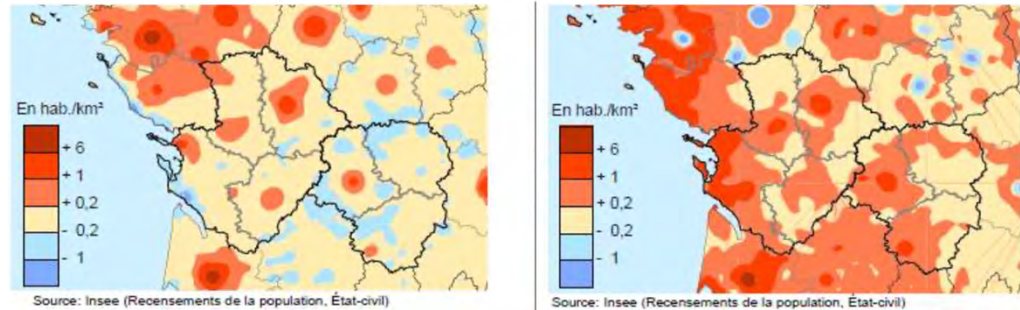 En hab./km²
+ 6
+ 1
+ 0,2
- 0,2
- 1
Source: Insee (Recensements de la population, État-civil)
En hab./km²
+ 6
+ 1
+ 0,2
- 0,2
- 1
Source: Insee (Recensements de la population, État-civil)